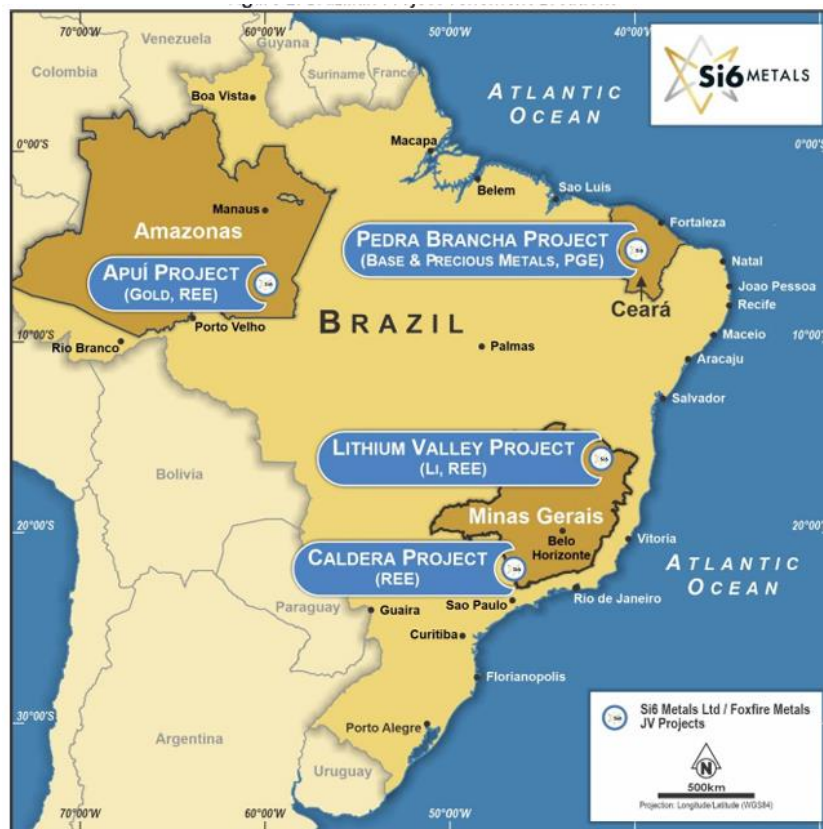 70°00'W
60°00'W
50°00'W
40°00'W
Venezuela
Guyana
Colombia
Suriname
France
Si6 METALS
ATLANTIC
OCEAN
Boa Vista
0°00'S
Macapa
0°00'S
Belem
Sao Luis
Manaus
Fortaleza
Amazonas
PEDRA BRANCHA PROJECT
(BASE & PRECIOUS METALS, PGE)
Natal
APUÍ PROJECT
(GOLD, REE)
Joao Pessoa
Ceará
Recife
Porto Velho
BRAZIL
Maceio
10°00'S
Rio Branco
Palmas
Aracaju
Salvador
LITHIUM VALLEY PROJECT
(LI, REE)
Bolivia
Minas Gerais
20°00'S
20°00'S
Belo
Horizonte
Vitoria
CALDERA PROJECT
(REE)
ATLANTIC
OCEAN
Rio de Janeiro
Paraguay
Guaira
Sao Paulo
Curitiba
Florianopolis
Si6 Metals Ltd / Foxfire Metals
JV Projects
30°00'S
Porto Alegre
Argentina
N
Uruguay
500km
Projection: Longitude/Latitude (WGS84)
70°00'W
60°00'W
50°00'W
40°00'W